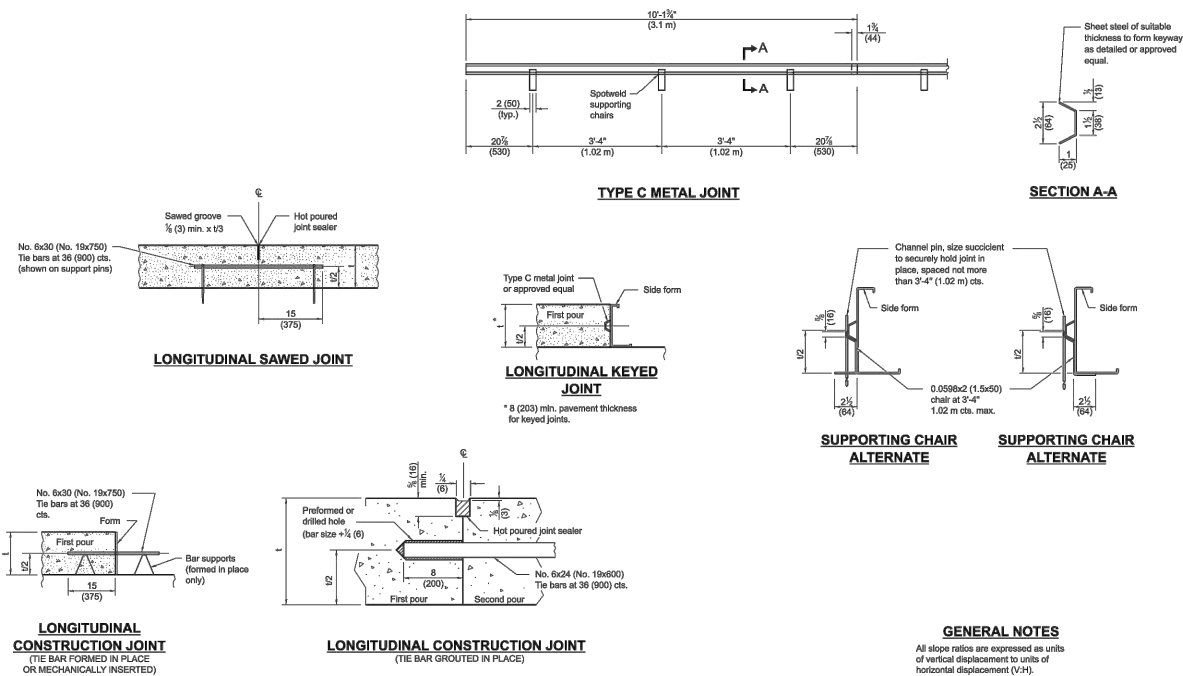 10'-1¾"
(3.1 m)
1¾
(44)
A
A
Spotweld
supporting
chairs
2 (50)
(typ.)
20⅞
(530)
3'-4"
(1.02 m)
3'-4"
(1.02 m)
20⅞
(530)
TYPE C METAL JOINT
Sheet steel of suitable
thickness to form keyway
as detailed or approved
equal.
½
(13)
2½
(64)
1½
(38)
1
(25)
SECTION A-A
℄
Sawed groove
⅛ (3) min. x t/3
Hot poured
joint sealer
No. 6x30 (No. 19x750)
Tie bars at 36 (900) cts.
(shown on support pins)
t/2
t
15
(375)
LONGITUDINAL SAWED JOINT
Type C metal joint
or approved equal
Side form
First pour
*
t
t/2
LONGITUDINAL KEYED
JOINT
* 8 (203) min. pavement thickness
for keyed joints.
Channel pin, size succicient
to securely hold joint in
place, spaced not more
than 3'-4" (1.02 m) cts.
Side form
Side form
⅝
(16)
t/2
⅝
(16)
t/2
0.0598x2 (1.5x50)
chair at 3'-4"
1.02 m cts. max.
2½
(64)
2½
(64)
SUPPORTING CHAIR
ALTERNATE
SUPPORTING CHAIR
ALTERNATE
No. 6x30 (No. 19x750)
Tie bars at 36 (900)
cts.
Form
First pour
t
t/2
Bar supports
(formed in place
only)
15
(375)
LONGITUDINAL
CONSTRUCTION JOINT
(TIE BAR FORMED IN PLACE
OR MECHANICALLY INSERTED)
℄
⅝ (16)
min.
¼
(6)
⅛
(3)
Preformed or
drilled hole
(bar size +¼ (6)
Hot poured joint sealer
t
t/2
8
(200)
No. 6x24 (No. 19x600)
Tie bars at 36 (900) cts.
First pour
Second pour
LONGITUDINAL CONSTRUCTION JOINT
(TIE BAR GROUTED IN PLACE)
GENERAL NOTES
All slope ratios are expressed as units
of vertical displacement to units of
horizontal displacement (V:H).